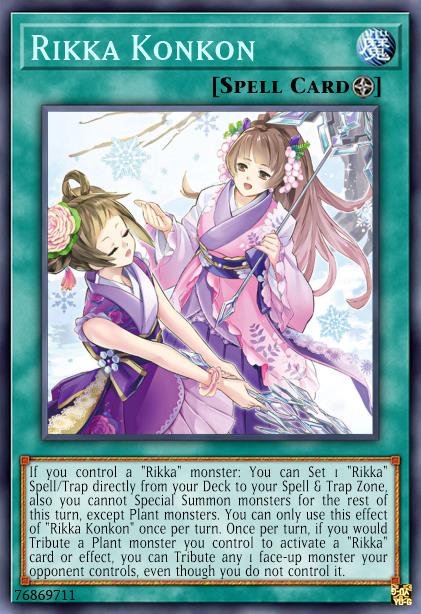 Rikka Konkon
[Spell Card]
If you control a "Rikka" monster: You can Set 1 "Rikka"
Spell/Trap directly from your Deck to your Spell & Trap Zone,
also you cannot Special Summon monsters for the rest of
this turn, except Plant monsters. You can only use this effect
of "Rikka Konkon" once per turn. Once per turn, if you would
Tribute a Plant monster you control to activate a "Rikka"
card or effect, you can Tribute any 1 face-up monster your
opponent controls, even though you do not control it.
76869711